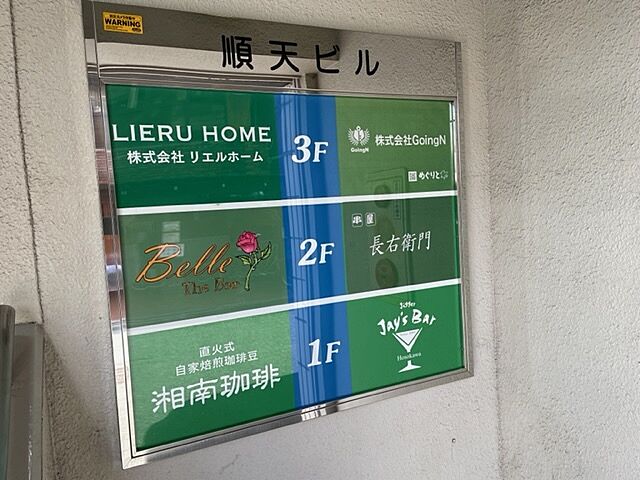 WARNING
順天ビル
LIERU HOME
株式会社 リエルホーム
3F
GoingN
株式会社GoingN
めぐりと
Belle
The Bar
2F
串屋
長右衛門
直火式
自家焙煎珈琲豆
湘南珈琲
1F
Jay's Bar
Hosokawa